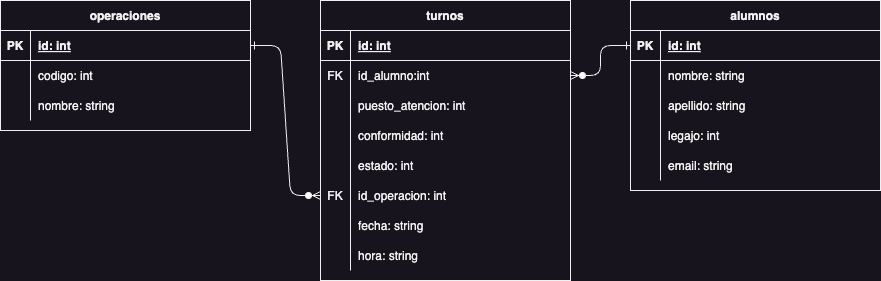 operaciones
PK id: int
codigo: int
nombre: string
turnos
PK id: int
FK id_alumno:int
puesto_atencion: int
conformidad: int
estado: int
FK id_operacion: int
fecha: string
hora: string
alumnos
PK id: int
nombre: string
apellido: string
legajo: int
email: string